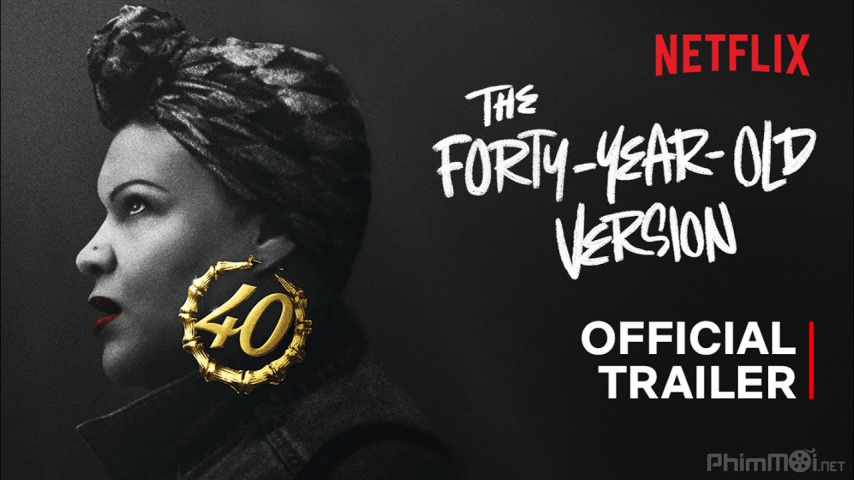 NETFLIX
THE
FORTY-YEAR-OLD
VERSION
40
OFFICIAL
TRAILER
PHIMMOI.NET